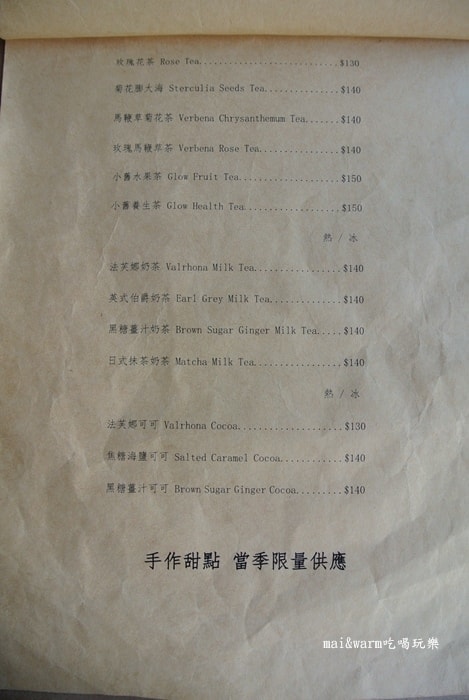 玫瑰花茶 Rose Tea............................$130
菊花膨大海 Sterculia Seeds Tea...............$140
馬鞭草菊花茶 Verbena Chrysanthemum Tea.......$140
玫瑰馬鞭草茶 Verbena Rose Tea................$140
小舊水果茶 Glow Fruit Tea....................$150
小舊養生茶 Glow Health Tea...................$150
熱 / 冰
法芙娜奶茶 Valrhona Milk Tea.................$140
英式伯爵奶茶 Earl Grey Milk Tea..............$140
黑糖薑汁奶茶 Brown Sugar Ginger Milk Tea.....$140
日式抹茶奶茶 Matcha Milk Tea.................$140
熱 / 冰
法芙娜可可 Valrhona Cocoa....................$130
焦糖海鹽可可 Salted Caramel Cocoa............$140
黑糖薑汁可可 Brown Sugar Ginger Cocoa.........$140
手作甜點 當季限量供應
mai&warm吃喝玩樂